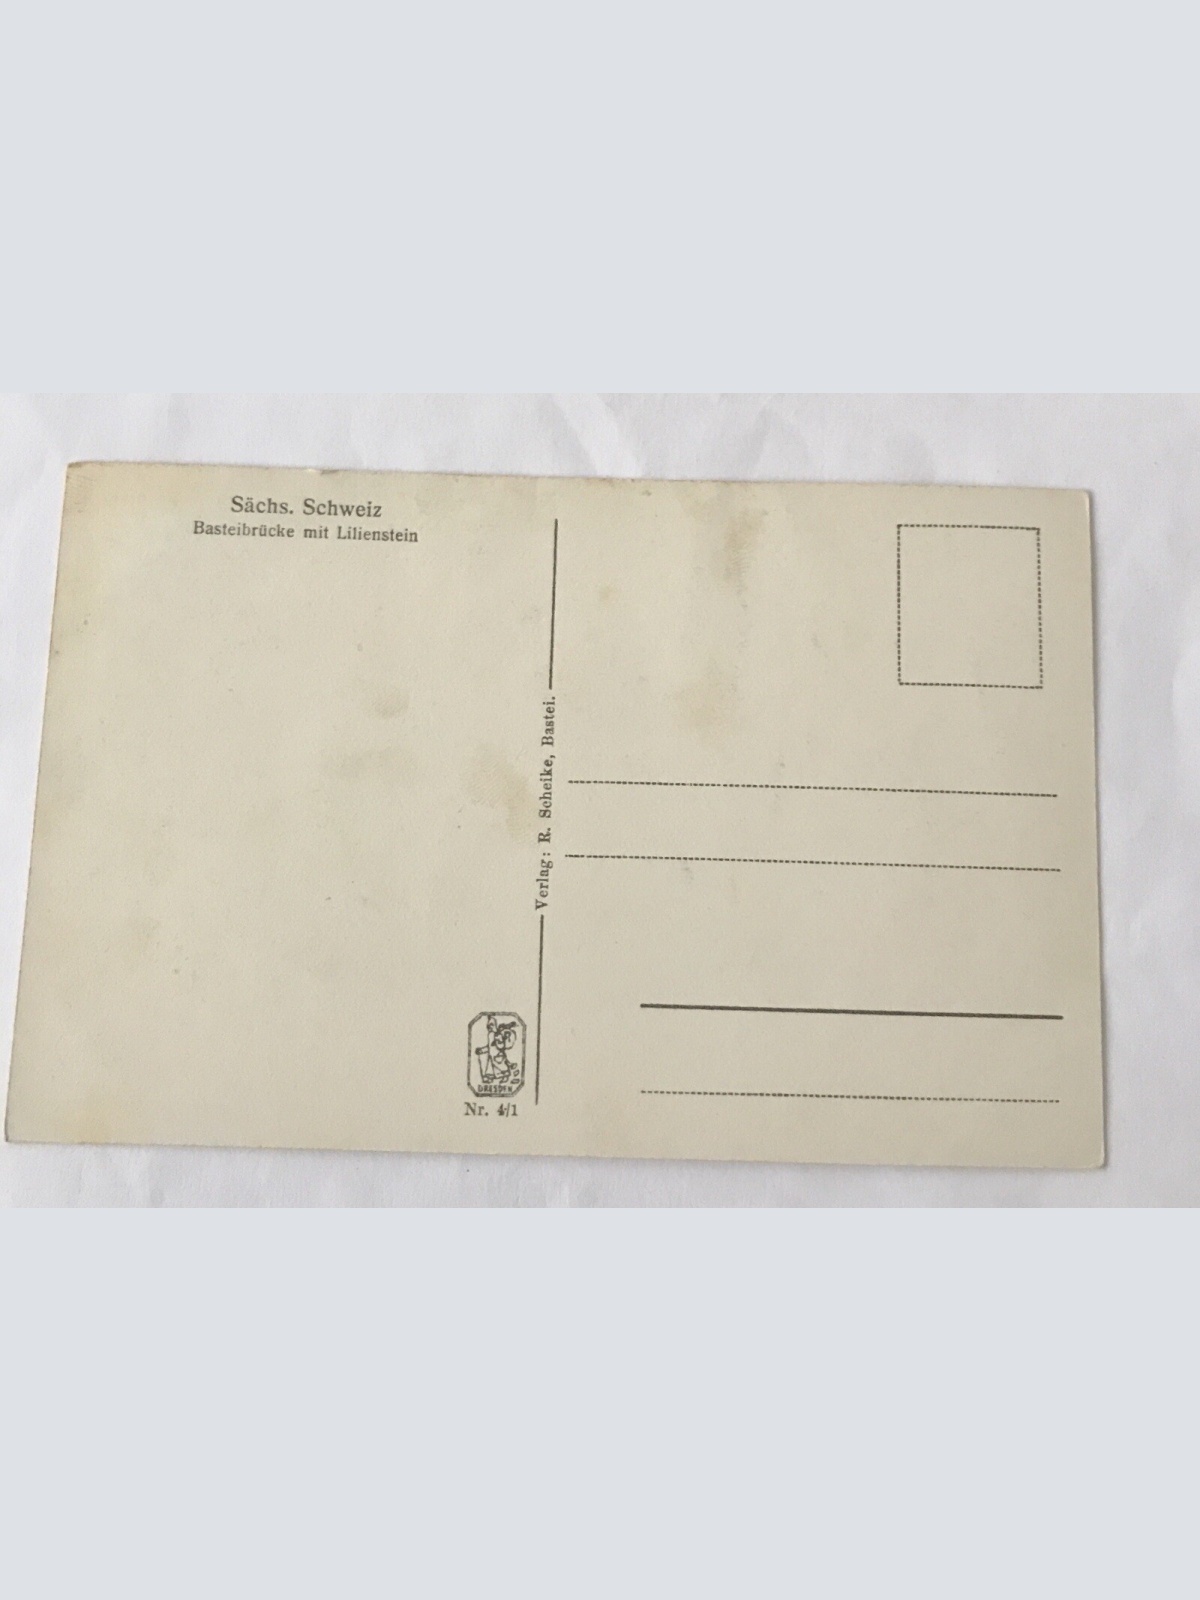 Sächs. Schweiz
Basteibrücke mit Lilienstein
Verlag: R. Scheike, Bastei.
DRESDEN
Nr. 4/1